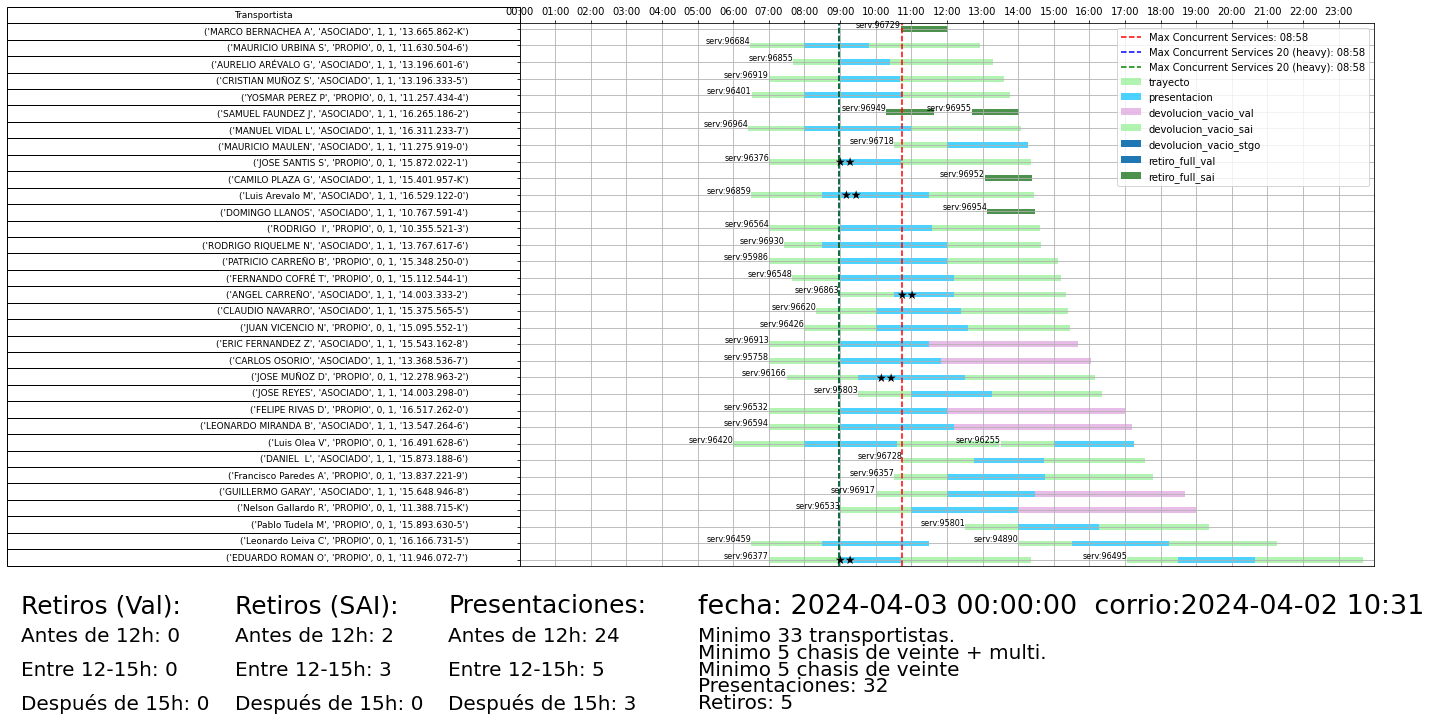 Transportista
00:00 01:00 02:00 03:00 04:00 05:00 06:00 07:00 08:00 09:00 10:00 11:00 12:00 13:00 14:00 15:00 16:00 17:00 18:00 19:00 20:00 21:00 22:00 23:00
('MARCO BERNACHEA A', 'ASOCIADO', 1, 1, '13.665.862-K') serv:96729
('MAURICIO URBINA S', 'PROPIO', 0, 1, '11.630.504-6') serv:96684
('AURELIO ARÉVALO G', 'ASOCIADO', 1, 1, '13.196.601-6') serv:96855
('CRISTIAN MUÑOZ S', 'ASOCIADO', 1, 1, '13.196.333-5') serv:96919
('YOSMAR PEREZ P', 'PROPIO', 0, 1, '11.257.434-4') serv:96401
('SAMUEL FAUNDEZ J', 'ASOCIADO', 1, 1, '16.265.186-2') serv:96949 serv:96955
('MANUEL VIDAL L', 'ASOCIADO', 1, 1, '16.311.233-7') serv:96964
('MAURICIO MAULEN', 'ASOCIADO', 1, 1, '11.275.919-0') serv:96718
('JOSE SANTIS S', 'PROPIO', 0, 1, '15.872.022-1') serv:96376
('CAMILO PLAZA G', 'ASOCIADO', 1, 1, '15.401.957-K') serv:96952
('Luis Arevalo M', 'ASOCIADO', 1, 1, '16.529.122-0') serv:96859
('DOMINGO LLANOS', 'ASOCIADO', 1, 1, '10.767.591-4') serv:96954
('RODRIGO  I', 'PROPIO', 0, 1, '10.355.521-3') serv:96564
('RODRIGO RIQUELME N', 'ASOCIADO', 1, 1, '13.767.617-6') serv:96930
('PATRICIO CARREÑO B', 'PROPIO', 0, 1, '15.348.250-0') serv:95986
('FERNANDO COFRÉ T', 'PROPIO', 0, 1, '15.112.544-1') serv:96548
('ANGEL CARREÑO', 'ASOCIADO', 1, 1, '14.003.333-2') serv:96863
('CLAUDIO NAVARRO', 'ASOCIADO', 1, 1, '15.375.565-5') serv:96620
('JUAN VICENCIO N', 'PROPIO', 0, 1, '15.095.552-1') serv:96426
('ERIC FERNANDEZ Z', 'ASOCIADO', 1, 1, '15.543.162-8') serv:96913
('CARLOS OSORIO', 'ASOCIADO', 1, 1, '13.368.536-7') serv:95758
('JOSE MUÑOZ D', 'PROPIO', 0, 1, '12.278.963-2') serv:96166
('JOSE REYES', 'ASOCIADO', 1, 1, '14.003.298-0') serv:95803
('FELIPE RIVAS D', 'PROPIO', 0, 1, '16.517.262-0') serv:96532
('LEONARDO MIRANDA B', 'PROPIO', 0, 1, '13.547.264-6') serv:96594
('Luis Olea V', 'PROPIO', 0, 1, '16.491.628-6') serv:96420 serv:96255
('DANIEL  L', 'ASOCIADO', 1, 1, '15.873.188-6') serv:96728
('Francisco Paredes A', 'PROPIO', 0, 1, '13.837.221-9') serv:96357
('GUILLERMO GARAY', 'ASOCIADO', 1, 1, '15.648.946-8') serv:96917
('Nelson Gallardo R', 'PROPIO', 0, 1, '11.388.715-K') serv:96533
('Pablo Tudela M', 'PROPIO', 0, 1, '15.893.630-5') serv:95801
('Leonardo Leiva C', 'PROPIO', 0, 1, '16.166.731-5') serv:96459 serv:94890
('EDUARDO ROMAN O', 'PROPIO', 0, 1, '11.946.072-7') serv:96377 serv:96495
Max Concurrent Services: 08:58
Max Concurrent Services 20 (heavy): 08:58
Max Concurrent Services 20 (heavy): 08:58
trayecto
presentacion
devolucion_vacio_val
devolucion_vacio_sai
devolucion_vacio_stgo
retiro_full_val
retiro_full_sai
Retiros (Val):
Antes de 12h: 0
Entre 12-15h: 0
Después de 15h: 0
Retiros (SAI):
Antes de 12h: 2
Entre 12-15h: 3
Después de 15h: 0
Presentaciones:
Antes de 12h: 24
Entre 12-15h: 5
Después de 15h: 3
fecha: 2024-04-03 00:00:00  corrio:2024-04-02 10:31
Minimo 33 transportistas.
Minimo 5 chasis de veinte + multi.
Minimo 5 chasis de veinte
Presentaciones: 32
Retiros: 5